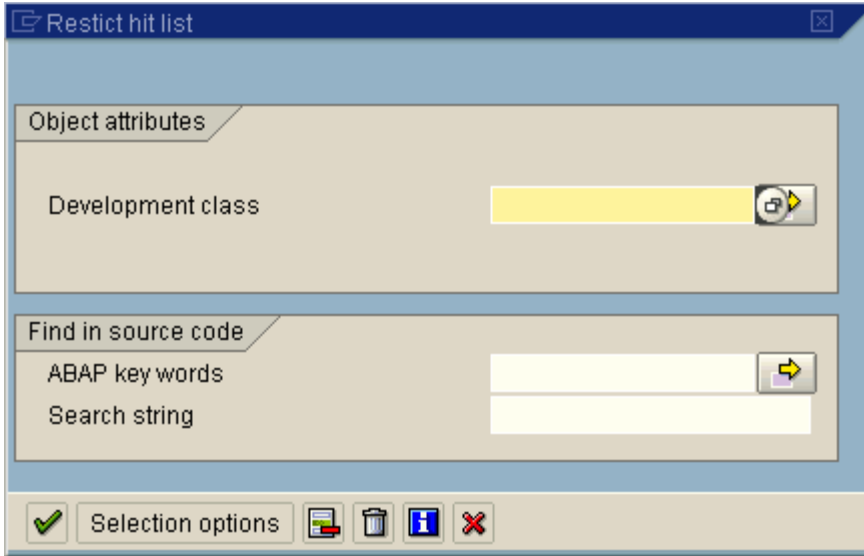 Restict hit list
Object attributes
Development class
Find in source code
ABAP key words
Search string
Selection options